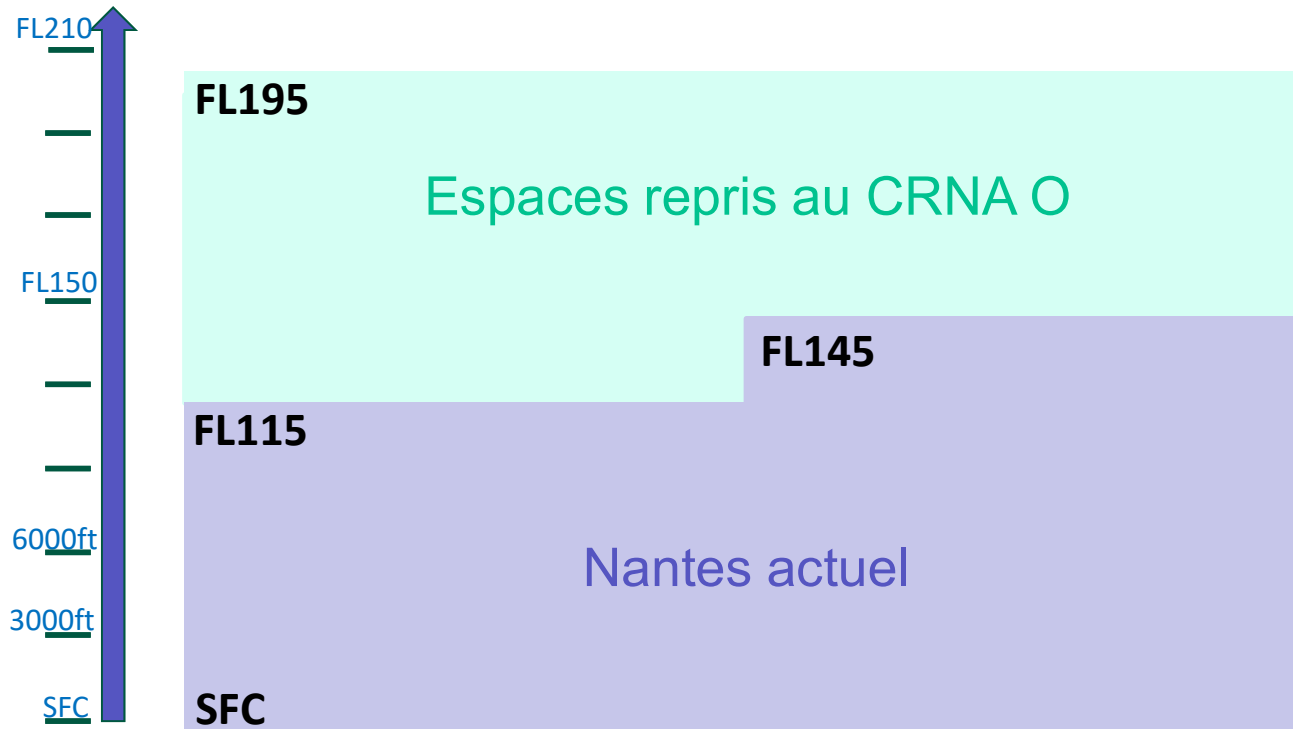 FL210
FL195
Espaces repris au CRNA O
FL150
FL145
FL115
6000ft
Nantes actuel
3000ft
SFC
SFC